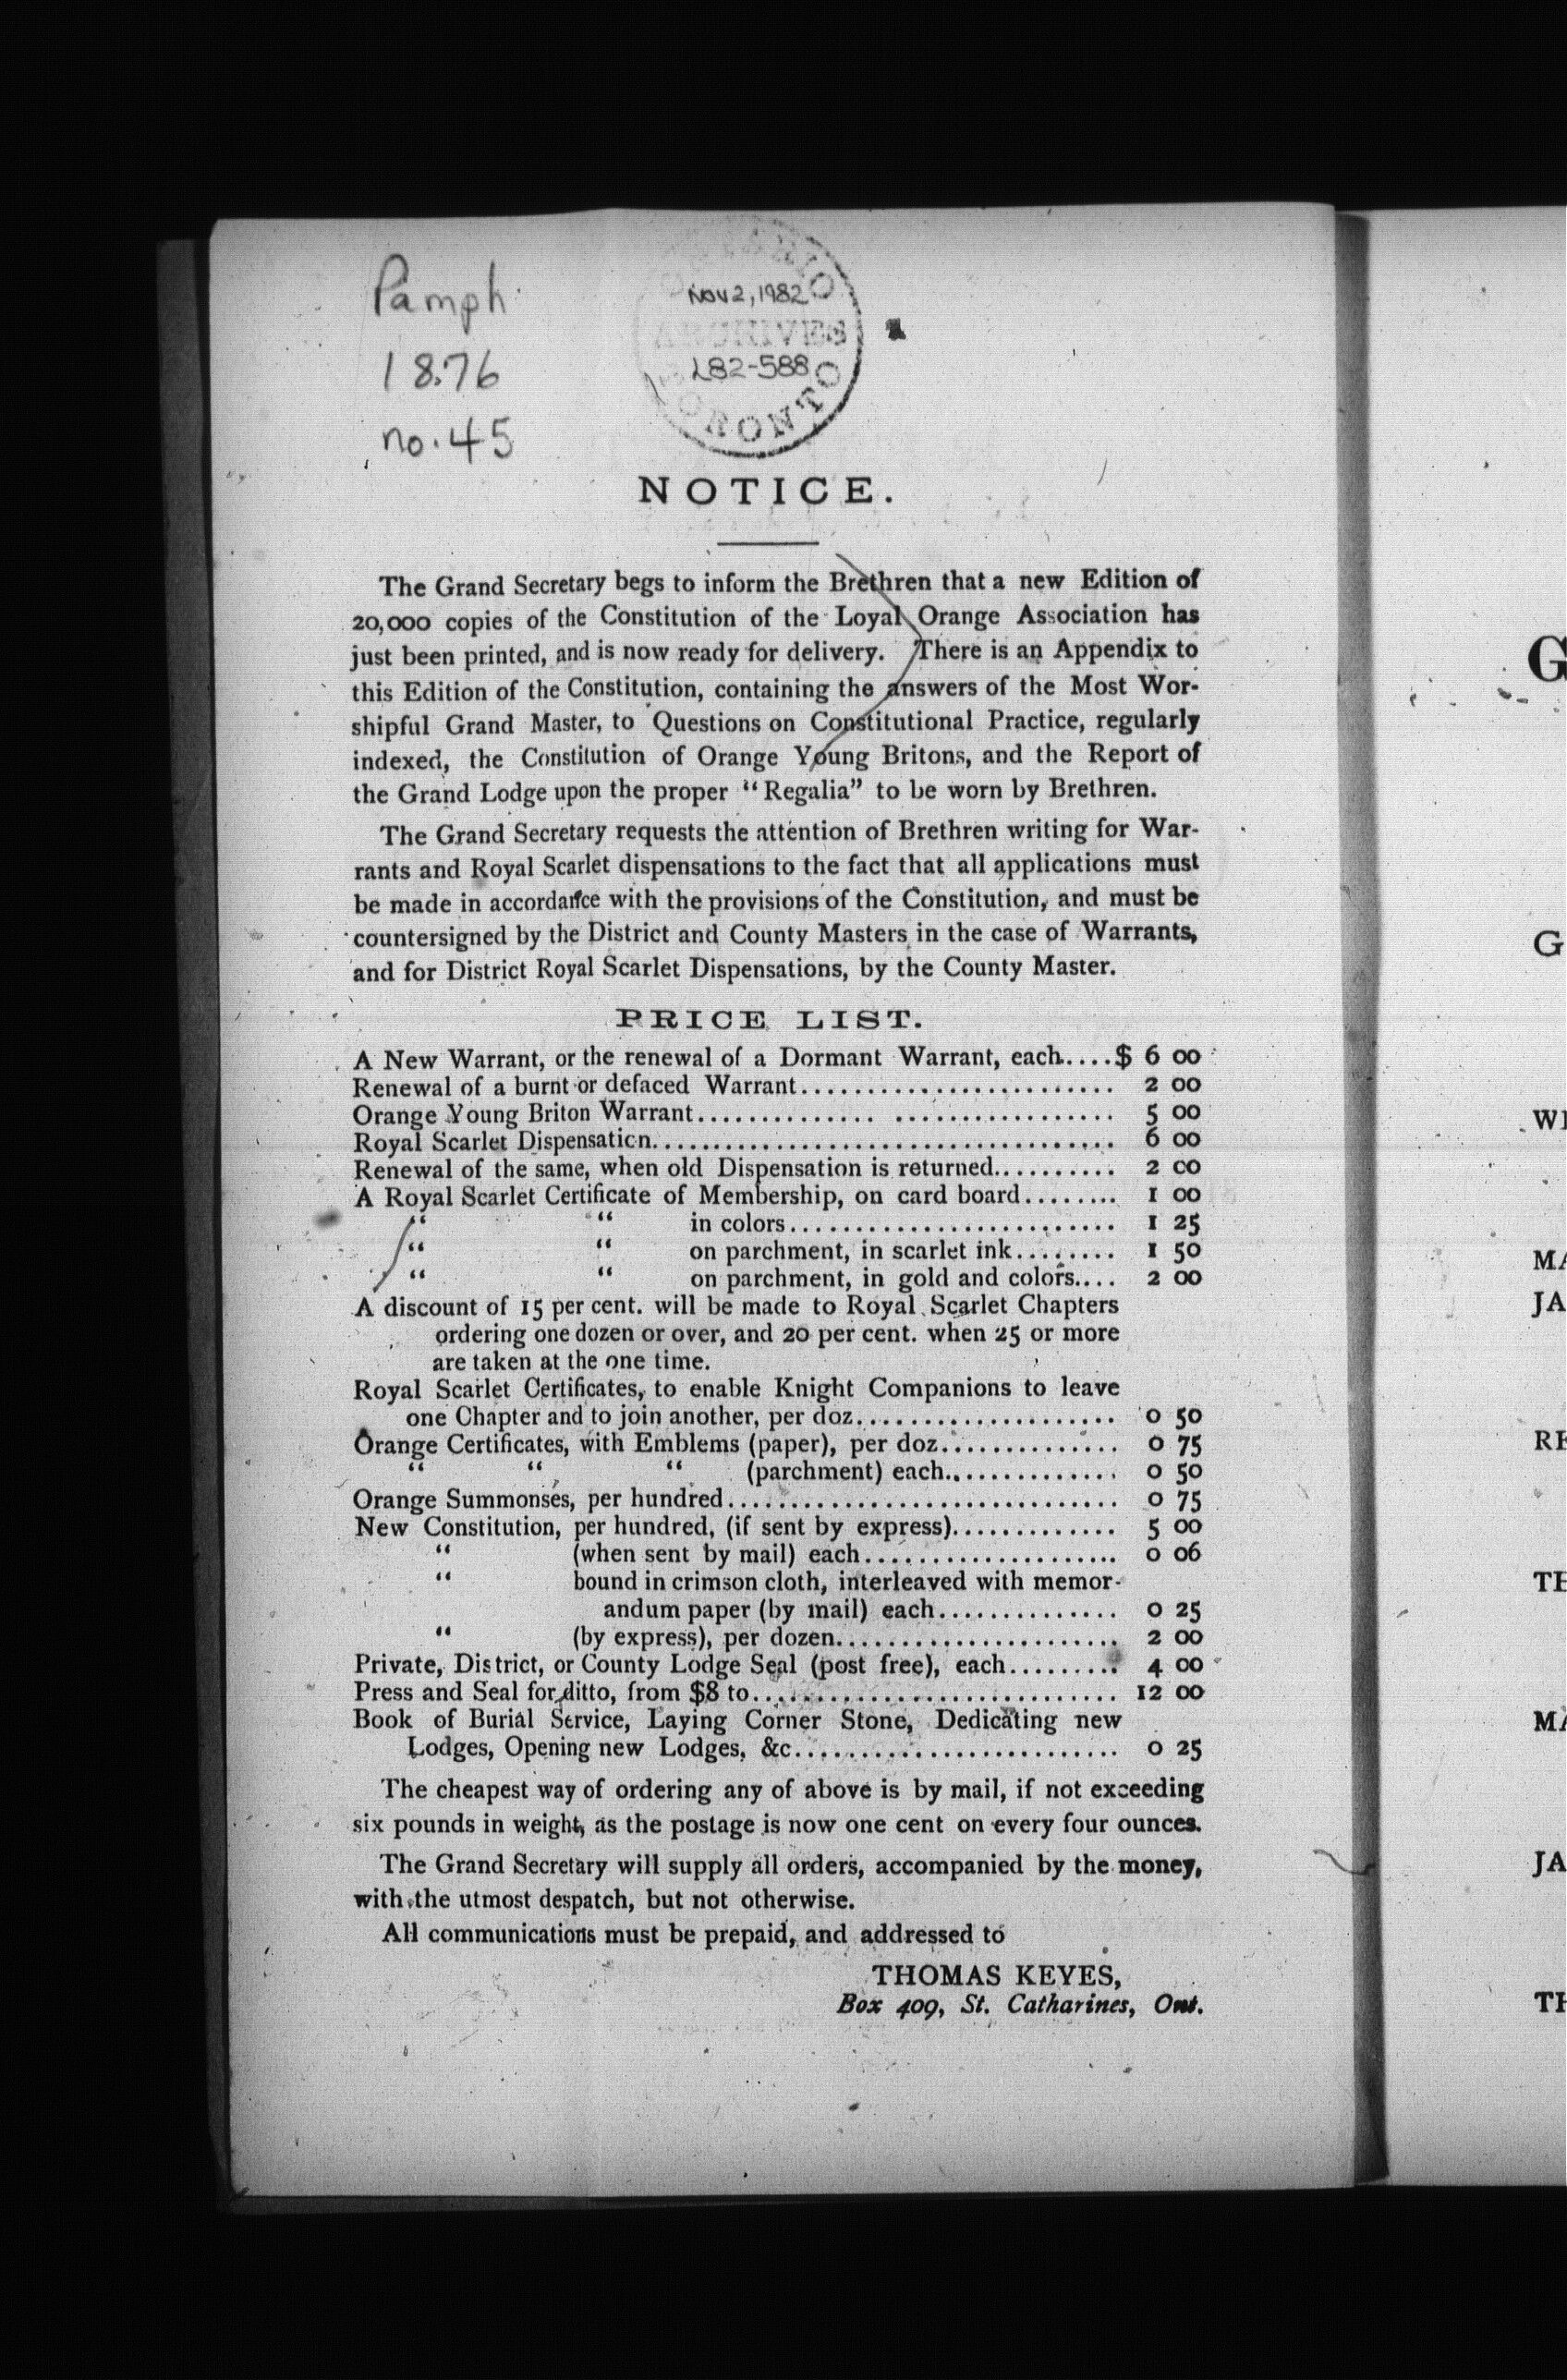 Pamph
1876
no. 45
ONTARIO
NOV 2, 1982
ARCHIVES
L82-588
TORONTO
NOTICE.
The Grand Secretary begs to inform the Brethren that a new Edition of
20,000 copies of the Constitution of the Loyal Orange Association has
just been printed, and is now ready for delivery. There is an Appendix to
this Edition of the Constitution, containing the answers of the Most Wor-
shipful Grand Master, to Questions on Constitutional Practice, regularly
indexed, the Constitution of Orange Young Britons, and the Report of
the Grand Lodge upon the proper "Regalia" to be worn by Brethren.
The Grand Secretary requests the attention of Brethren writing for War-
rants and Royal Scarlet dispensations to the fact that all applications must
be made in accordance with the provisions of the Constitution, and must be
countersigned by the District and County Masters in the case of Warrants,
and for District Royal Scarlet Dispensations, by the County Master.
PRICE LIST.
A New Warrant, or the renewal of a Dormant Warrant, each....$ 6 00
Renewal of a burnt or defaced Warrant........................ 2 00
Orange Young Briton Warrant.............. ................. 5 00
Royal Scarlet Dispensation.................................... 6 00
Renewal of the same, when old Dispensation is returned.......... 2 00
A Royal Scarlet Certificate of Membership, on card board........ 1 00
" " in colors......................... 1 25
" " on parchment, in scarlet ink........ 1 50
" " on parchment, in gold and colors.... 2 00
A discount of 15 per cent. will be made to Royal Scarlet Chapters
ordering one dozen or over, and 20 per cent. when 25 or more
are taken at the one time.
Royal Scarlet Certificates, to enable Knight Companions to leave
one Chapter and to join another, per doz.................... 0 50
Orange Certificates, with Emblems (paper), per doz.............. 0 75
" " " (parchment) each.............. 0 50
Orange Summonses, per hundred.............................. 0 75
New Constitution, per hundred, (if sent by express)............. 5 00
" (when sent by mail) each.................... 0 06
" bound in crimson cloth, interleaved with memor-
andum paper (by mail) each.............. 0 25
" (by express), per dozen...................... 2 00
Private, District, or County Lodge Seal (post free), each......... 4 00
Press and Seal for ditto, from $8 to............................ 12 00
Book of Burial Service, Laying Corner Stone, Dedicating new
Lodges, Opening new Lodges, &c......................... 0 25
The cheapest way of ordering any of above is by mail, if not exceeding
six pounds in weight, as the postage is now one cent on every four ounces.
The Grand Secretary will supply all orders, accompanied by the money,
with the utmost despatch, but not otherwise.
All communications must be prepaid, and addressed to
THOMAS KEYES,
Box 409, St. Catharines, Ont.
G
G
WI
MA
JA
RE
TH
MA
JA
TH